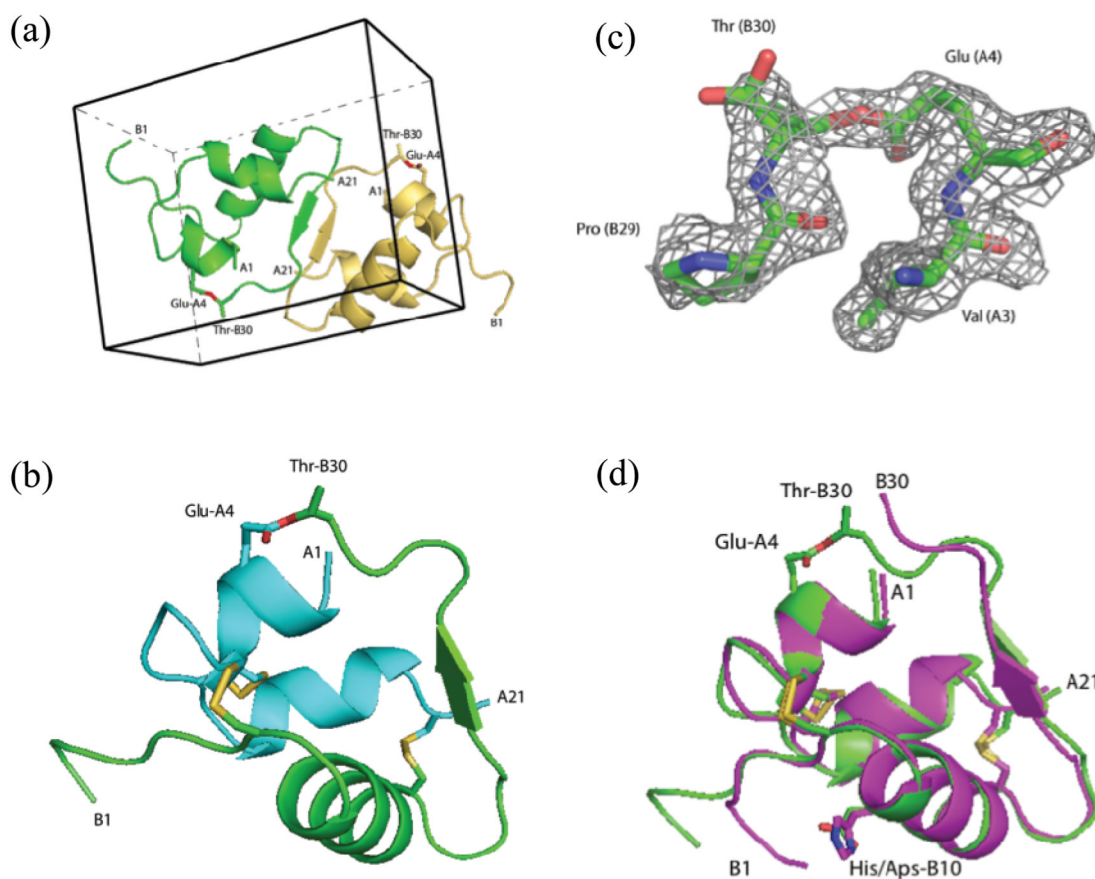 (a)
B1
Thr-B30
Glu-A4
A21
A1
A1
A21
Glu-A4
Thr-B30
B1
(c)
Thr (B30)
Glu (A4)
Pro (B29)
Val (A3)
(b)
Thr-B30
Glu-A4
A1
A21
B1
(d)
Thr-B30
B30
Glu-A4
A1
A21
B1
His/Aps-B10